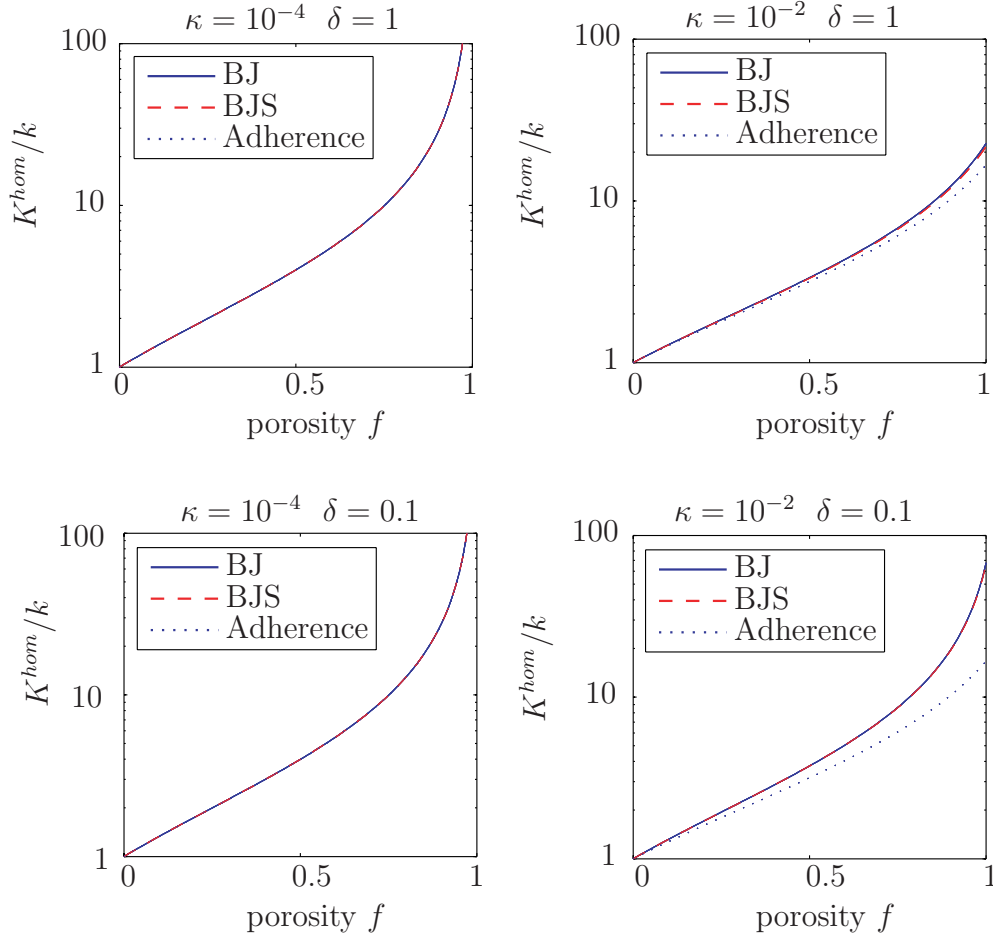 κ = 10⁻⁴ δ = 1
100
10
1
K^{hom}/k
BJ
BJS
Adherence
0
0.5
1
porosity f
κ = 10⁻² δ = 1
100
10
1
K^{hom}/k
BJ
BJS
Adherence
0
0.5
1
porosity f
κ = 10⁻⁴ δ = 0.1
100
10
1
K^{hom}/k
BJ
BJS
Adherence
0
0.5
1
porosity f
κ = 10⁻² δ = 0.1
100
10
1
K^{hom}/k
BJ
BJS
Adherence
0
0.5
1
porosity f